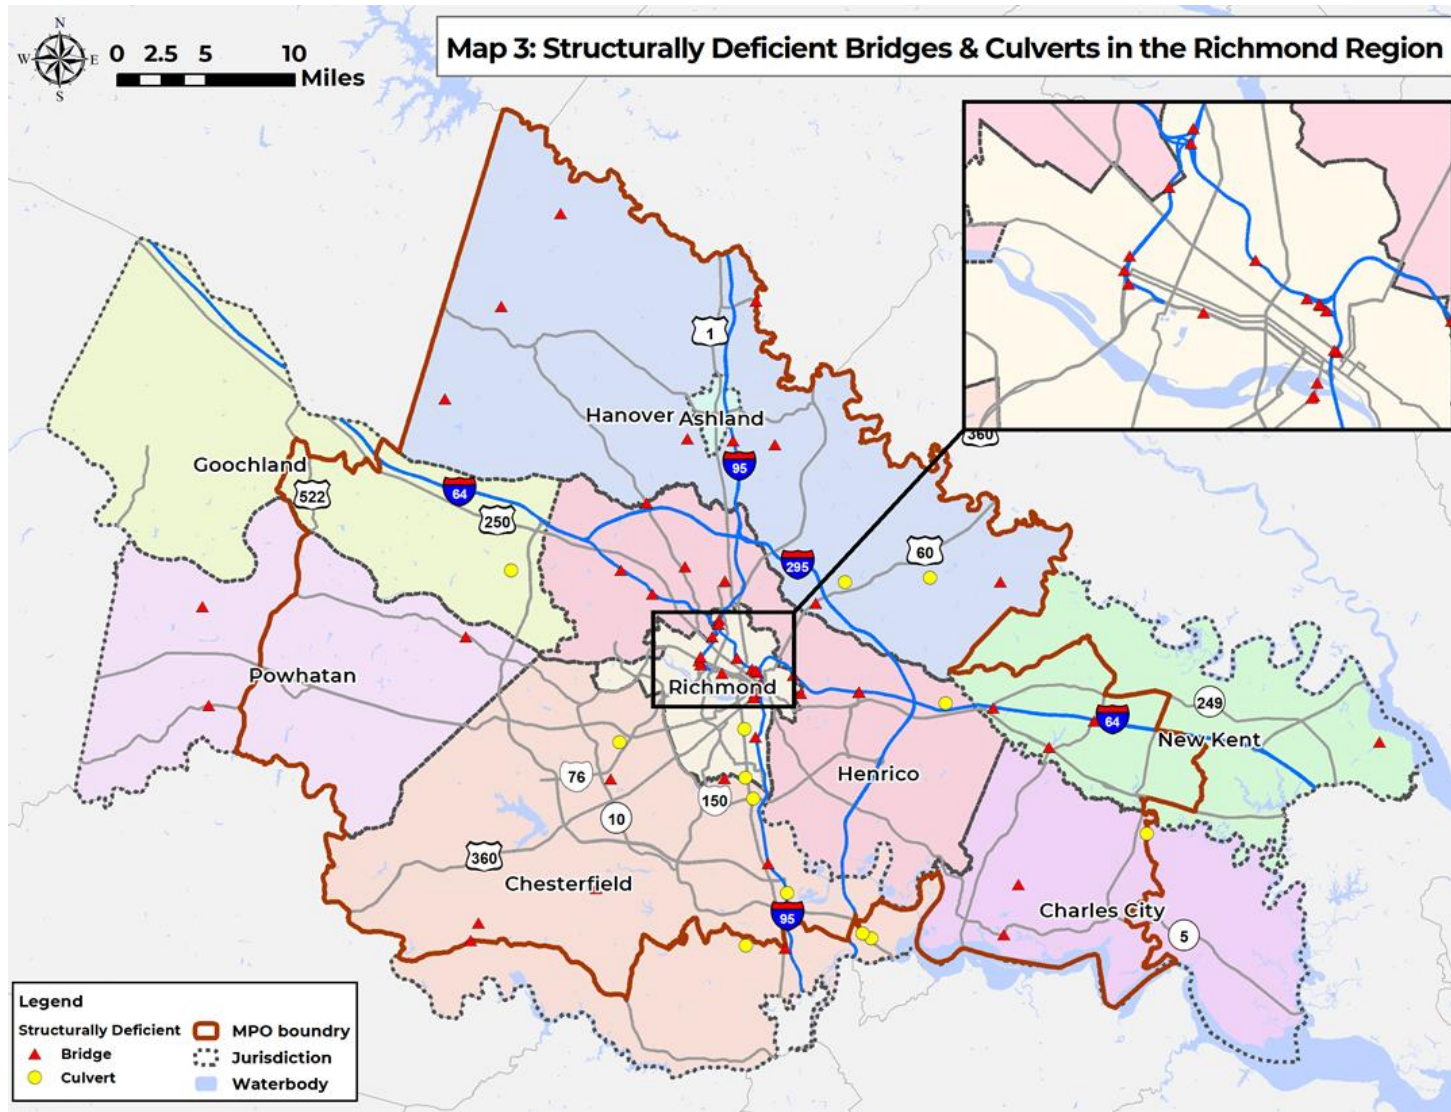 N
W E
S
0 2.5 5 10
Miles
Map 3: Structurally Deficient Bridges & Culverts in the Richmond Region
1
Hanover Ashland
360
Goochland
95
64
522
250
60
295
Powhatan
Richmond
249
64
New Kent
76
Henrico
150
10
360
Chesterfield
95
Charles City
5
Legend
Structurally Deficient
Bridge
Culvert
MPO boundry
Jurisdiction
Waterbody